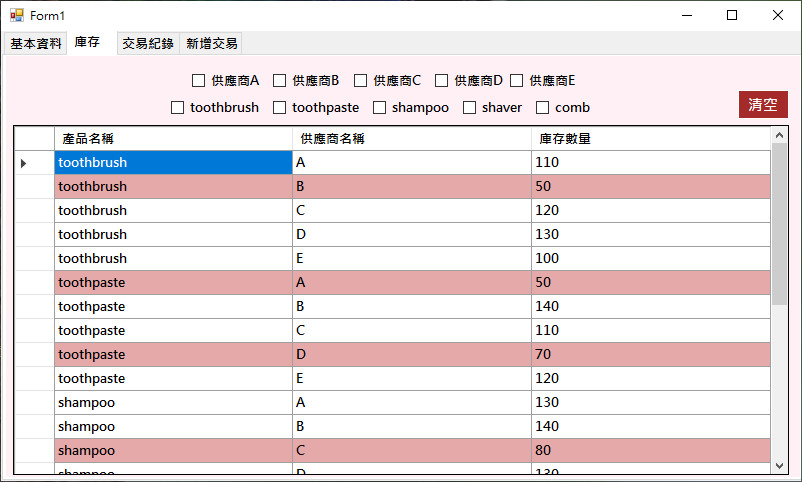 Form1
基本資料 庫存 交易紀錄 新增交易
供應商A 供應商B 供應商C 供應商D 供應商E
toothbrush toothpaste shampoo shaver comb
清空
產品名稱 供應商名稱 庫存數量
toothbrush A 110
toothbrush B 50
toothbrush C 120
toothbrush D 130
toothbrush E 100
toothpaste A 50
toothpaste B 140
toothpaste C 110
toothpaste D 70
toothpaste E 120
shampoo A 130
shampoo B 140
shampoo C 80
shampoo D 130